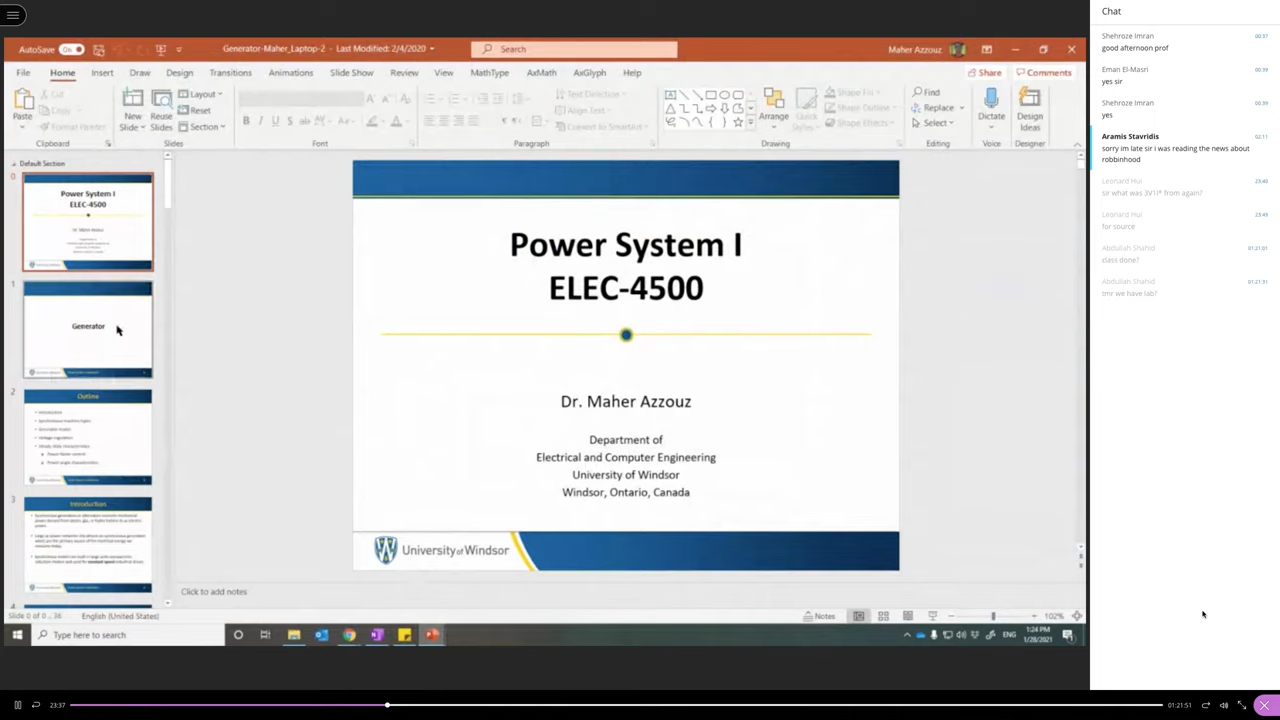 Chat
AutoSave On
Generator-Maher_Laptop-2 - Last Modified: 2/4/2020
Search
Maher Azzouz
File Home Insert Draw Design Transitions Animations Slide Show Review View MathType AxMath AxGlyph Help
Share Comments
Paste
Cut
Copy
Format Painter
New Slide
Reuse Slides
Layout
Reset
Section
Text Direction
Align Text
Convert to SmartArt
Arrange
Quick Styles
Shape Fill
Shape Outline
Shape Effects
Find
Replace
Select
Dictate
Design Ideas
Clipboard Slides Font Paragraph Drawing Editing Voice Designer
Default Section
0
Power System I
ELEC-4500
Dr. Maher Azzouz
1
Generator
2
Outline
3
Introduction
4
Power System I
ELEC-4500
Dr. Maher Azzouz
Department of
Electrical and Computer Engineering
University of Windsor
Windsor, Ontario, Canada
University of Windsor
Click to add notes
Slide 0 of 0 .. 36 English (United States) Notes 102%
Type here to search
ENG
1:24 PM
1/28/2021
Shehroze Imran 00:37
good afternoon prof
Eman El-Masri 00:39
yes sir
Shehroze Imran 00:39
yes
Aramis Stavridis 02:11
sorry im late sir i was reading the news about
robbinhood
Leonard Hui 23:40
sir what was 3V1I* from again?
Leonard Hui 23:49
for source
Abdullah Shahid 01:21:01
class done?
Abdullah Shahid 01:21:31
tmr we have lab?
23:37 01:21:51